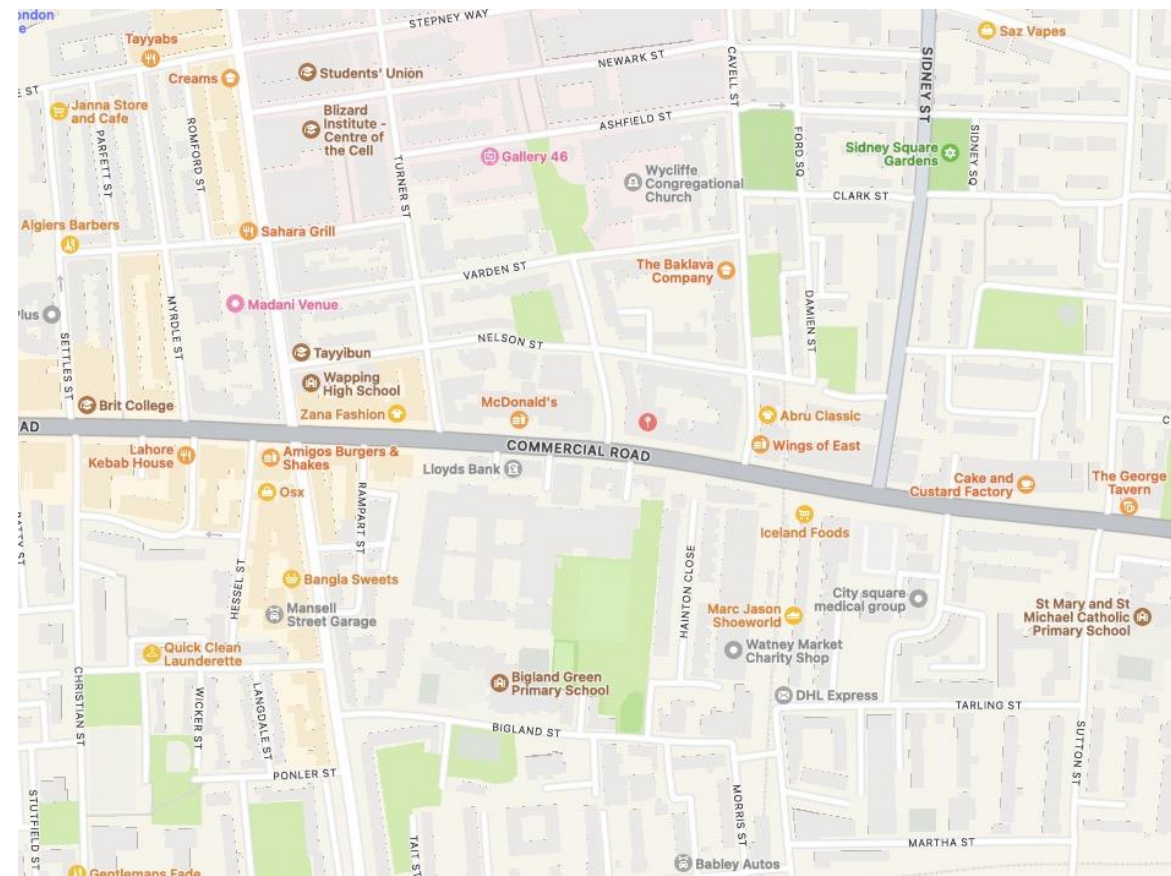 ondon
e
STEPNEY WAY
Tayyabs
Creams
Students' Union
NEWARK ST
CAVELL ST
SIDNEY ST
Saz Vapes
E ST
Janna Store
and Cafe
PARFETT ST
ROMFORD ST
Blizard
Institute -
Centre of
the Cell
TURNER ST
ASHFIELD ST
Gallery 46
Wycliffe
Congregational
Church
FORD SQ
Sidney Square
Gardens
SIDNEY SQ
CLARK ST
Algiers Barbers
Sahara Grill
VARDEN ST
The Baklava
Company
Madani Venue
Plus
SETTLES ST
MYRDLE ST
DAMIEN ST
NELSON ST
Tayyibun
Wapping
High School
Brit College
Zana Fashion
McDonald's
Abru Classic
AD
COMMERCIAL ROAD
Wings of East
Lahore
Kebab House
Amigos Burgers &
Shakes
Lloyds Bank
Osx
RAMPART ST
Cake and
Custard Factory
The George
Tavern
C
BATTY ST
Iceland Foods
HESSEL ST
Bangla Sweets
HAINTON CLOSE
Mansell
Street Garage
Marc Jason
Shoeworld
City square
medical group
St Mary and St
Michael Catholic
Primary School
Quick Clean
Launderette
Watney Market
Charity Shop
CHRISTIAN ST
WICKER ST
LANGDALE ST
Bigland Green
Primary School
DHL Express
TARLING ST
BIGLAND ST
SUTTON ST
PONLER ST
STUTFIELD ST
TAIT ST
MORRIS ST
MARTHA ST
Babley Autos
Gentlemans Fade